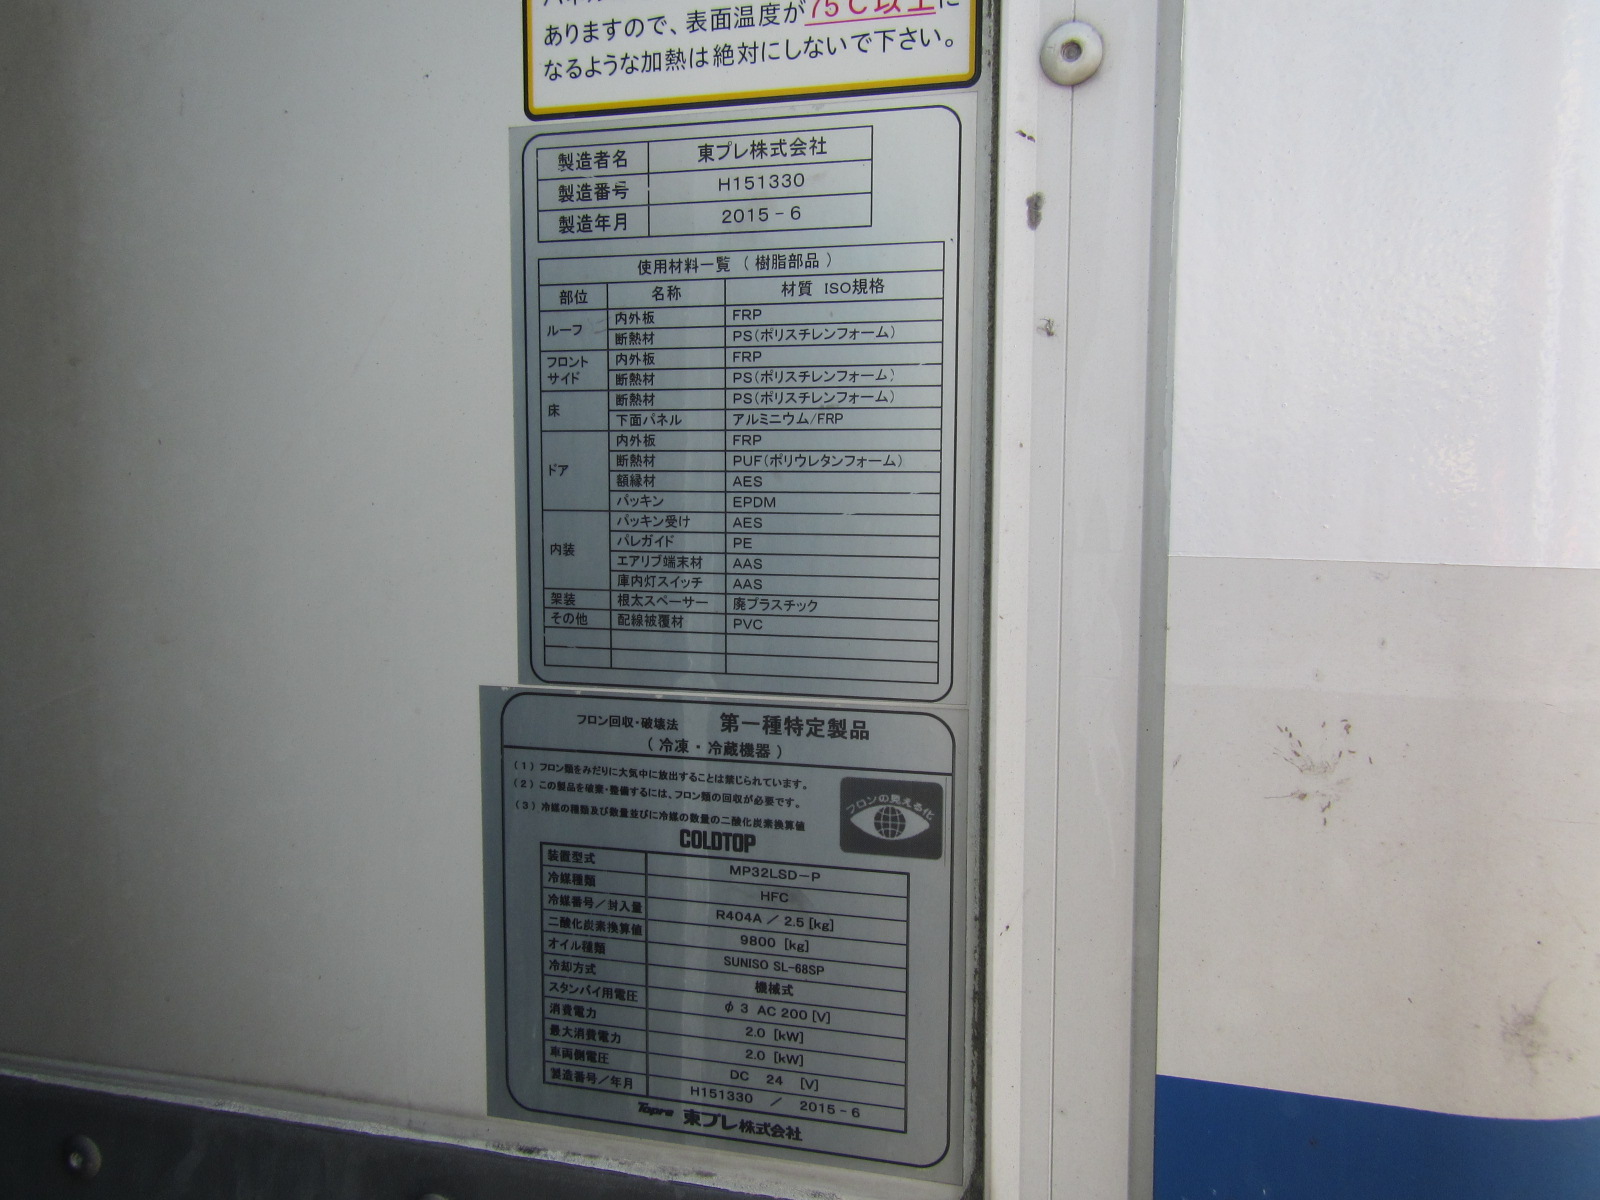 ありますので、表面温度が75℃以上に
なるような加熱は絶対にしないで下さい。
製造者名 東プレ株式会社
製造番号 H151330
製造年月 2015-6
使用材料一覧(樹脂部品)
部位 名称 材質 ISO規格
ルーフ 内外板 FRP
断熱材 PS(ポリスチレンフォーム)
フロント
サイド 内外板 FRP
断熱材 PS(ポリスチレンフォーム)
床 断熱材 PS(ポリスチレンフォーム)
下面パネル アルミニウム/FRP
ドア 内外板 FRP
断熱材 PUF(ポリウレタンフォーム)
額縁材 AES
パッキン EPDM
内装 パッキン受け AES
パレガイド PE
エアリブ端末材 AAS
庫内灯スイッチ AAS
架装 根太スペーサー 廃プラスチック
その他 配線被覆材 PVC
フロン回収・破壊法 第一種特定製品
(冷凍・冷蔵機器)
(1)フロン類をみだりに大気中に放出することは禁じられています。
(2)この製品を破棄・整備するには、フロン類の回収が必要です。
(3)冷媒の種類及び数量並びに冷媒の数量の二酸化炭素換算値
フロンの見える化
COLDTOP
装置型式 MP32LSD-P
冷媒種類 HFC
冷媒番号/封入量 R404A / 2.5 [kg]
二酸化炭素換算値 9800 [kg]
オイル種類 SUNISO SL-68SP
冷却方式 機械式
スタンバイ用電圧 φ3 AC 200 [V]
消費電力 2.0 [kW]
最大消費電力 2.0 [kW]
車両側電圧 DC 24 [V]
製造番号/年月 H151330 / 2015-6
Topre 東プレ株式会社